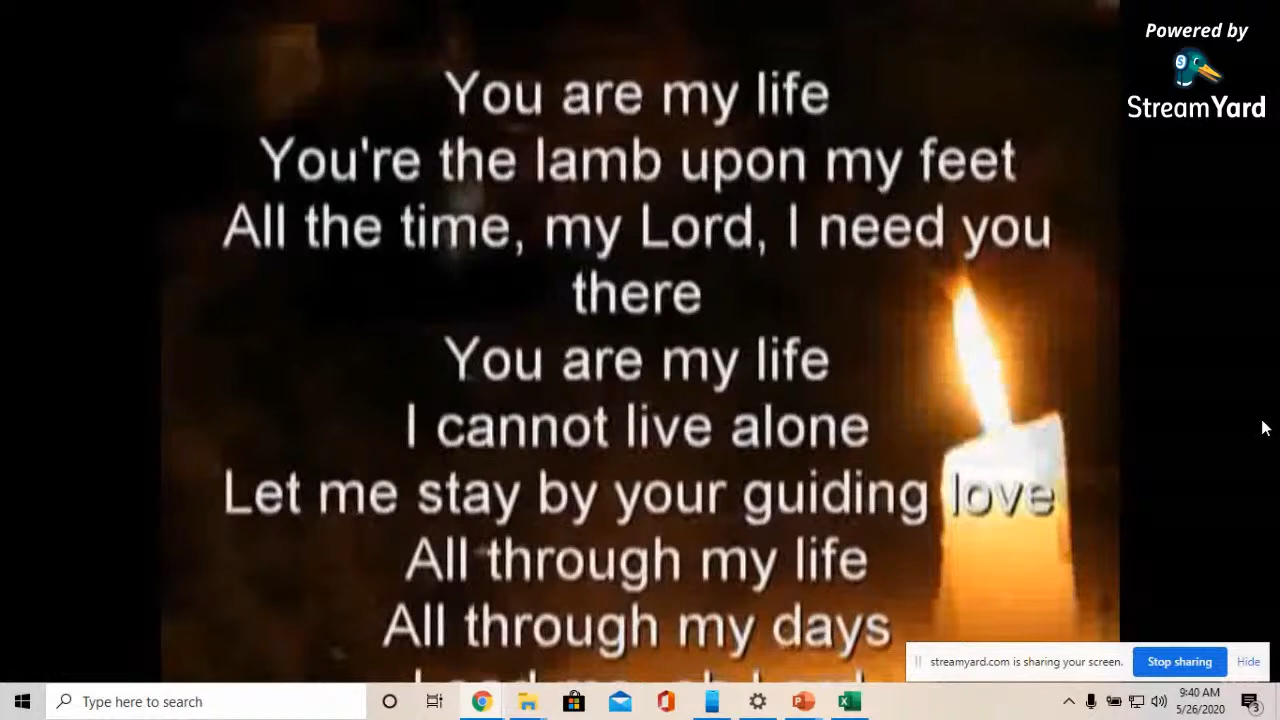 Powered by
StreamYard
You are my life
You're the lamb upon my feet
All the time, my Lord, I need you
there
You are my life
I cannot live alone
Let me stay by your guiding love
All through my life
All through my days
streamyard.com is sharing your screen.
Stop sharing
Hide
Type here to search
9:40 AM
5/26/2020
3